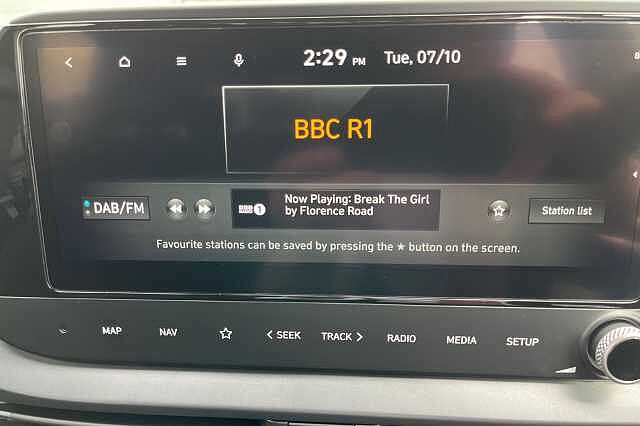 2:29 PM Tue, 07/10
BBC R1
DAB/FM
BBC 1
Now Playing: Break The Girl
by Florence Road
Station list
Favourite stations can be saved by pressing the ★ button on the screen.
MAP NAV ☆ < SEEK TRACK > RADIO MEDIA SETUP